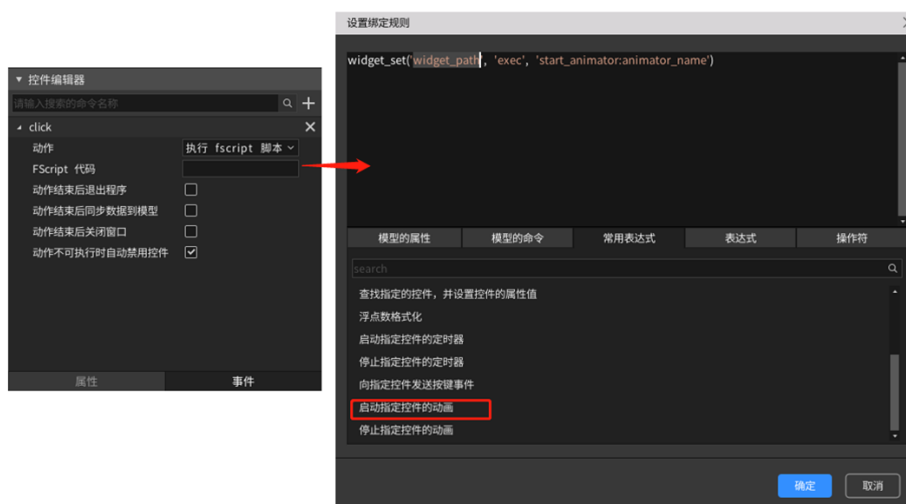 设置绑定规则
widget_set('widget_path', 'exec', 'start_animator:animator_name')
控件编辑器
请输入搜索的命令名称
click
动作
执行 fscript 脚本
FScript 代码
动作结束后退出程序
动作结束后同步数据到模型
动作结束后关闭窗口
动作不可执行时自动禁用控件
属性
事件
模型的属性
模型的命令
常用表达式
表达式
操作符
search
查找指定的控件，并设置控件的属性值
浮点数格式化
启动指定控件的定时器
停止指定控件的定时器
向指定控件发送按键事件
启动指定控件的动画
停止指定控件的动画
确定
取消